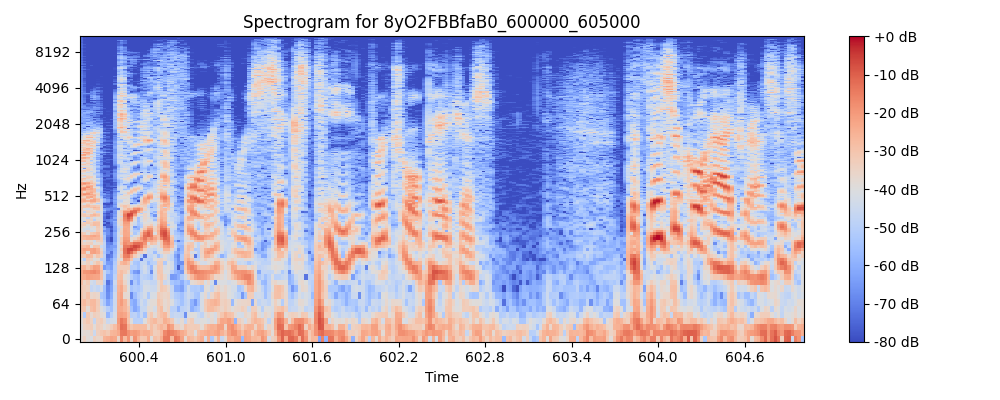 Spectrogram for 8yO2FBBfaB0_600000_605000
8192
4096
2048
1024
512
256
128
64
0
Hz
600.4 601.0 601.6 602.2 602.8 603.4 604.0 604.6
Time
+0 dB
-10 dB
-20 dB
-30 dB
-40 dB
-50 dB
-60 dB
-70 dB
-80 dB